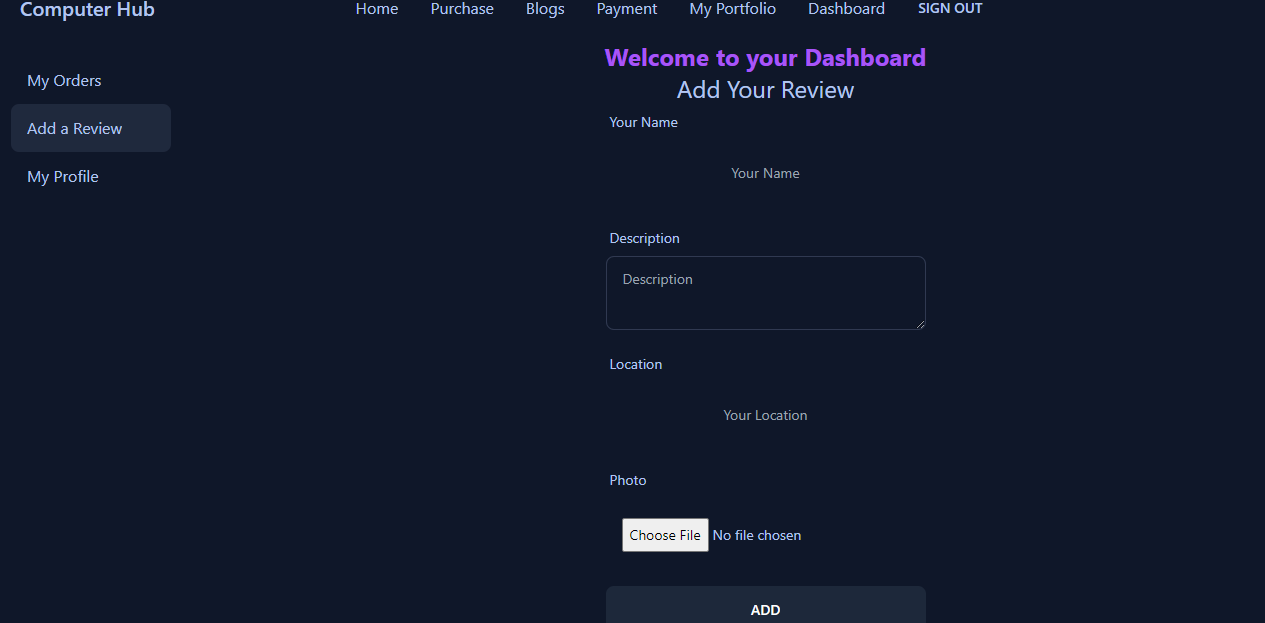 Computer Hub
Home Purchase Blogs Payment My Portfolio Dashboard SIGN OUT
My Orders
Add a Review
My Profile
Welcome to your Dashboard
Add Your Review
Your Name
Your Name
Description
Description
Location
Your Location
Photo
Choose File No file chosen
ADD